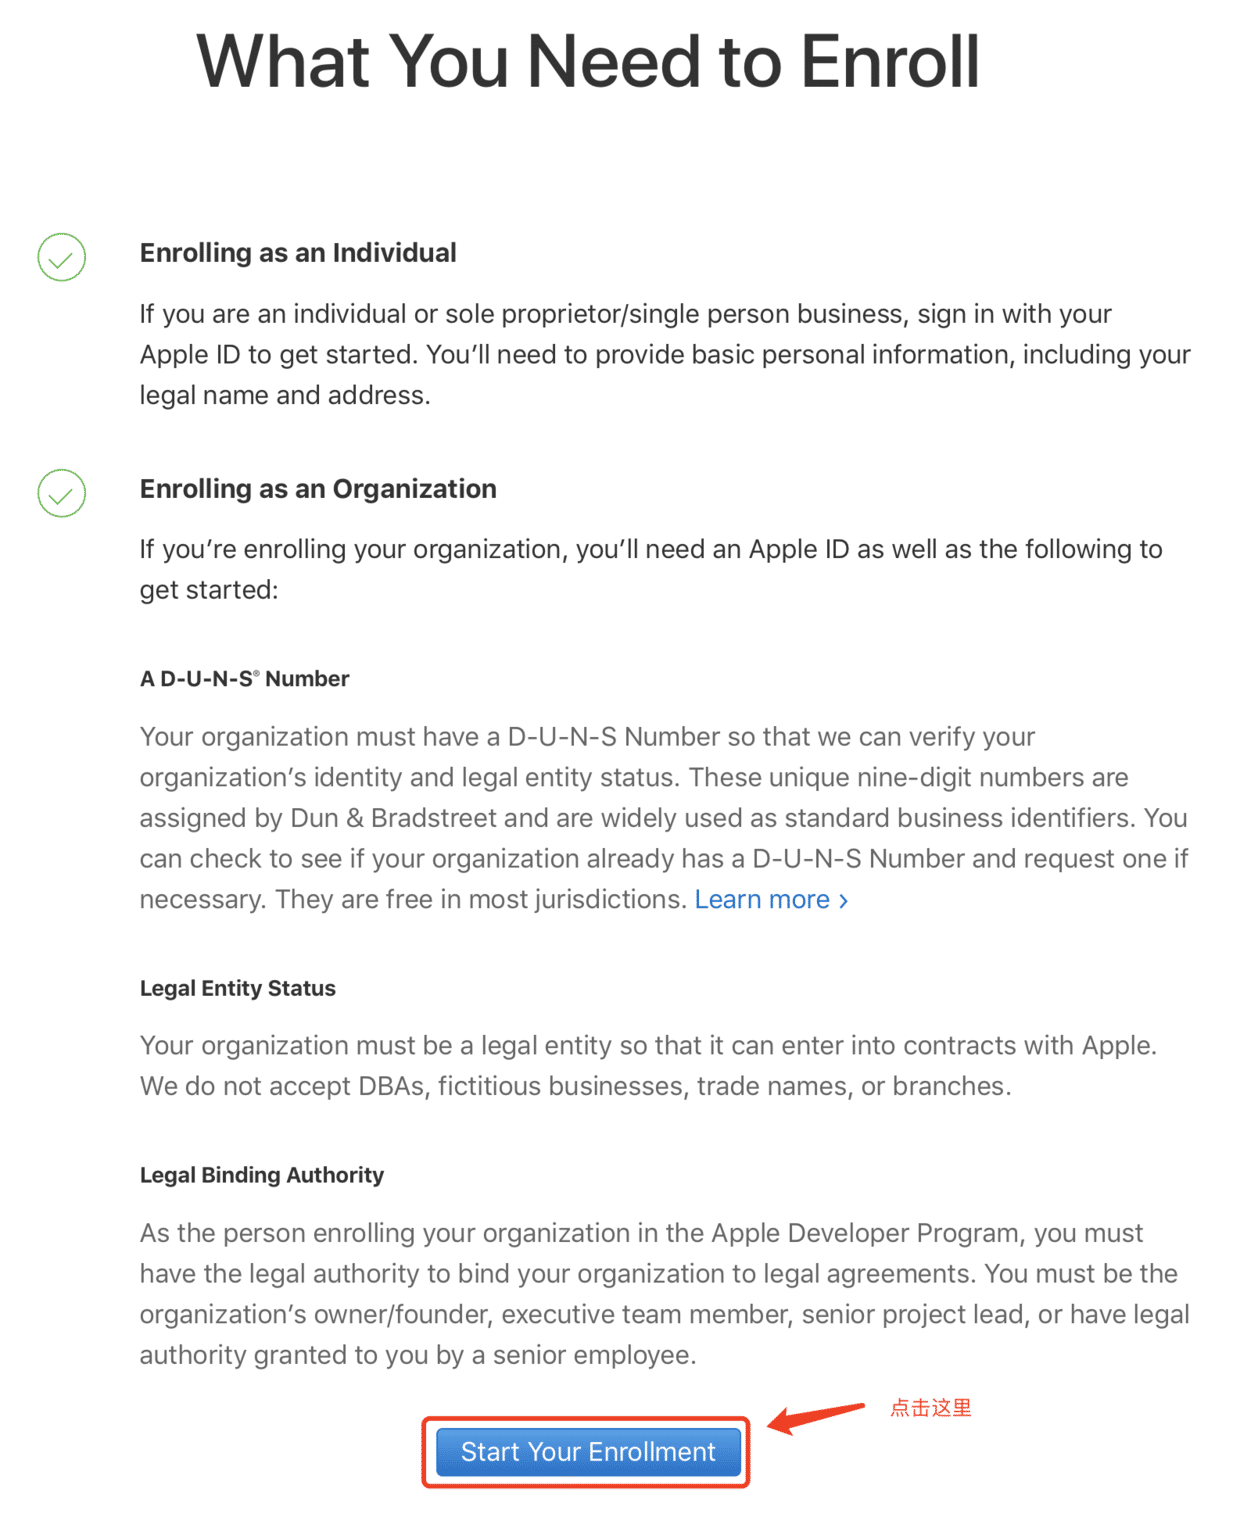 What You Need to Enroll
Enrolling as an Individual
If you are an individual or sole proprietor/single person business, sign in with your
Apple ID to get started. You’ll need to provide basic personal information, including your
legal name and address.
Enrolling as an Organization
If you’re enrolling your organization, you’ll need an Apple ID as well as the following to
get started:
A D-U-N-S® Number
Your organization must have a D-U-N-S Number so that we can verify your
organization’s identity and legal entity status. These unique nine-digit numbers are
assigned by Dun & Bradstreet and are widely used as standard business identifiers. You
can check to see if your organization already has a D-U-N-S Number and request one if
necessary. They are free in most jurisdictions. Learn more ›
Legal Entity Status
Your organization must be a legal entity so that it can enter into contracts with Apple.
We do not accept DBAs, fictitious businesses, trade names, or branches.
Legal Binding Authority
As the person enrolling your organization in the Apple Developer Program, you must
have the legal authority to bind your organization to legal agreements. You must be the
organization’s owner/founder, executive team member, senior project lead, or have legal
authority granted to you by a senior employee.
点击这里
Start Your Enrollment